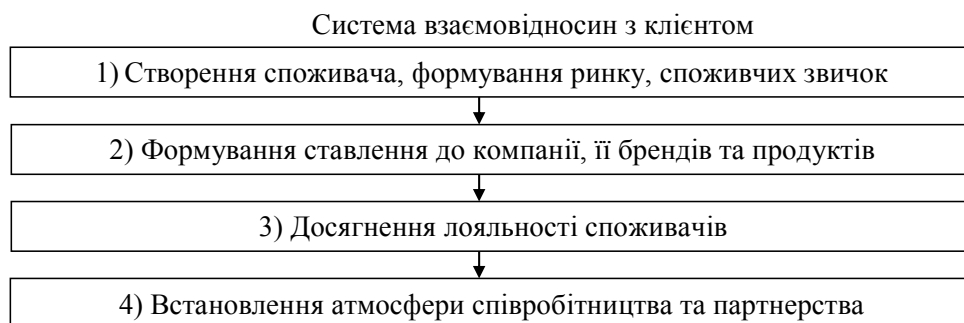 Система взаємовідносин з клієнтом
1) Створення споживача, формування ринку, споживчих звичок
2) Формування ставлення до компанії, її брендів та продуктів
3) Досягнення лояльності споживачів
4) Встановлення атмосфери співробітництва та партнерства